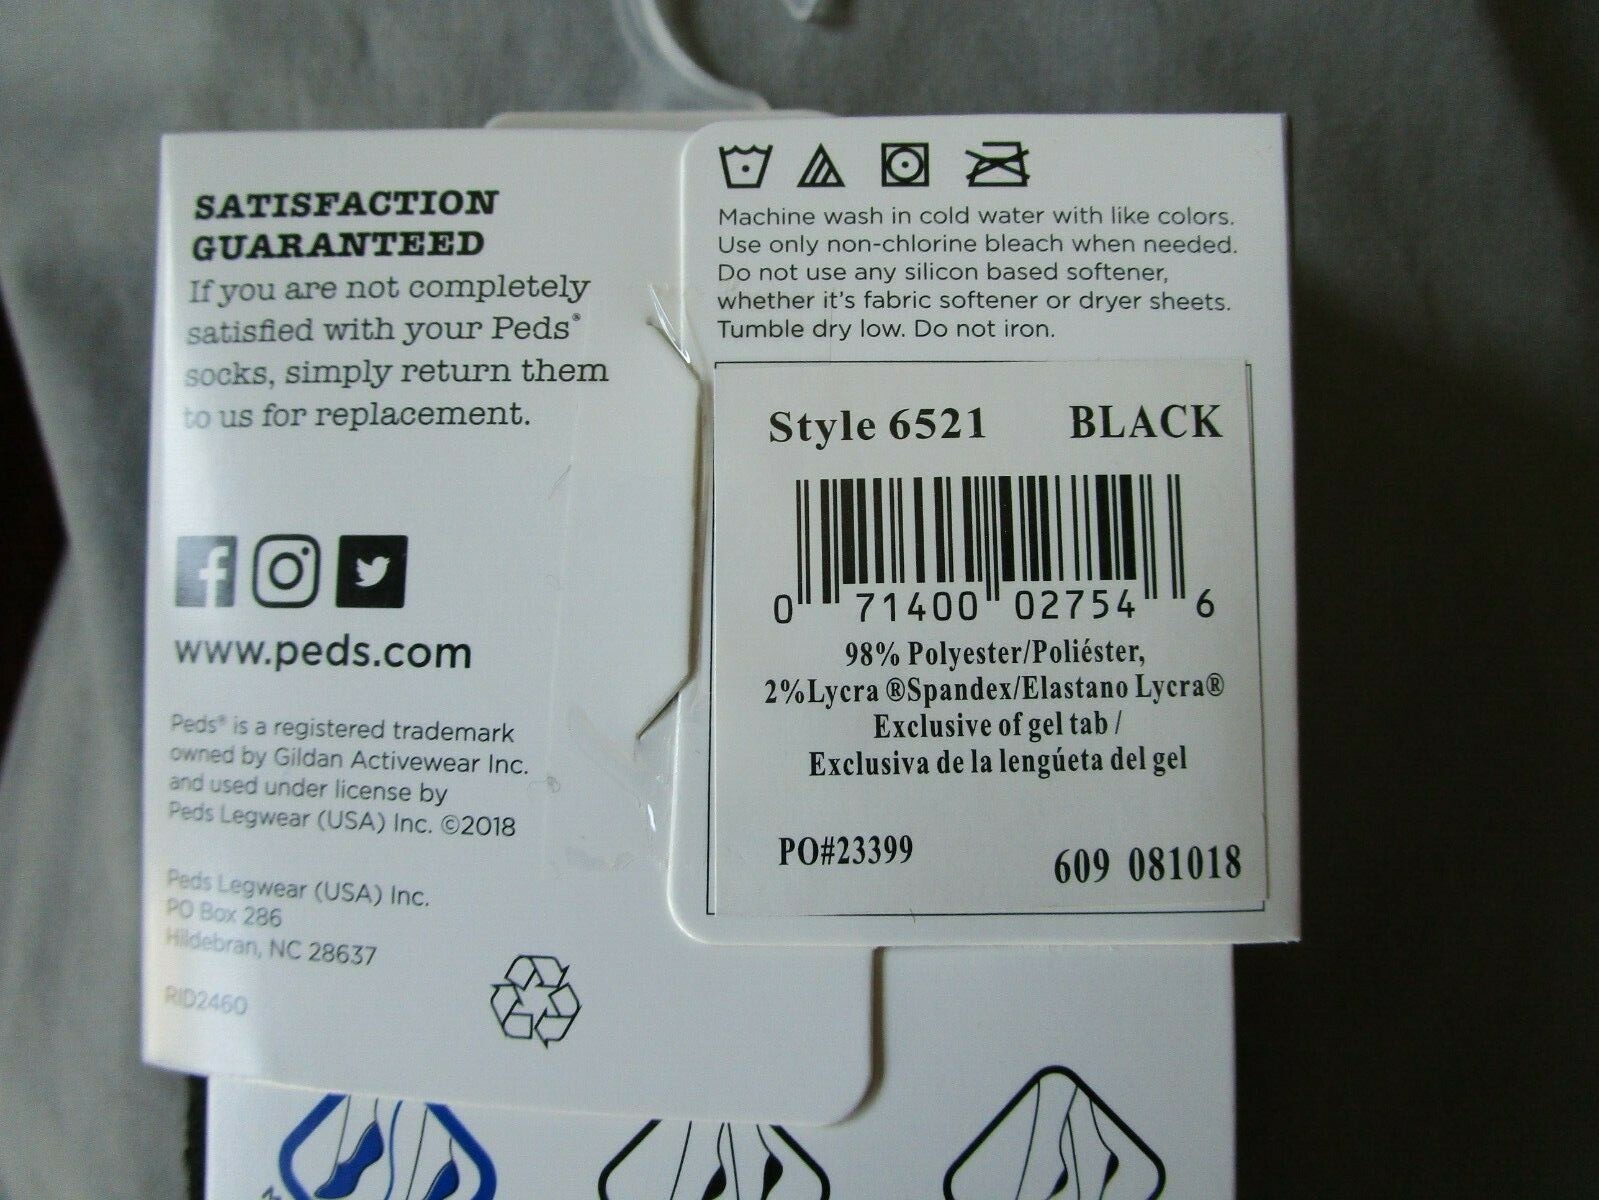 SATISFACTION
GUARANTEED
If you are not completely
satisfied with your Peds®
socks, simply return them
to us for replacement.
www.peds.com
Peds® is a registered trademark
owned by Gildan Activewear Inc.
and used under license by
Peds Legwear (USA) Inc. ©2018
Peds Legwear (USA) Inc.
PO Box 286
Hildebran, NC 28637
RID2460
Machine wash in cold water with like colors.
Use only non-chlorine bleach when needed.
Do not use any silicon based softener,
whether it's fabric softener or dryer sheets.
Tumble dry low. Do not iron.
Style 6521 BLACK
0 71400 02754 6
98% Polyester/Poliéster,
2%Lycra ®Spandex/Elastano Lycra®
Exclusive of gel tab /
Exclusiva de la lengúeta del gel
PO#23399
609 081018